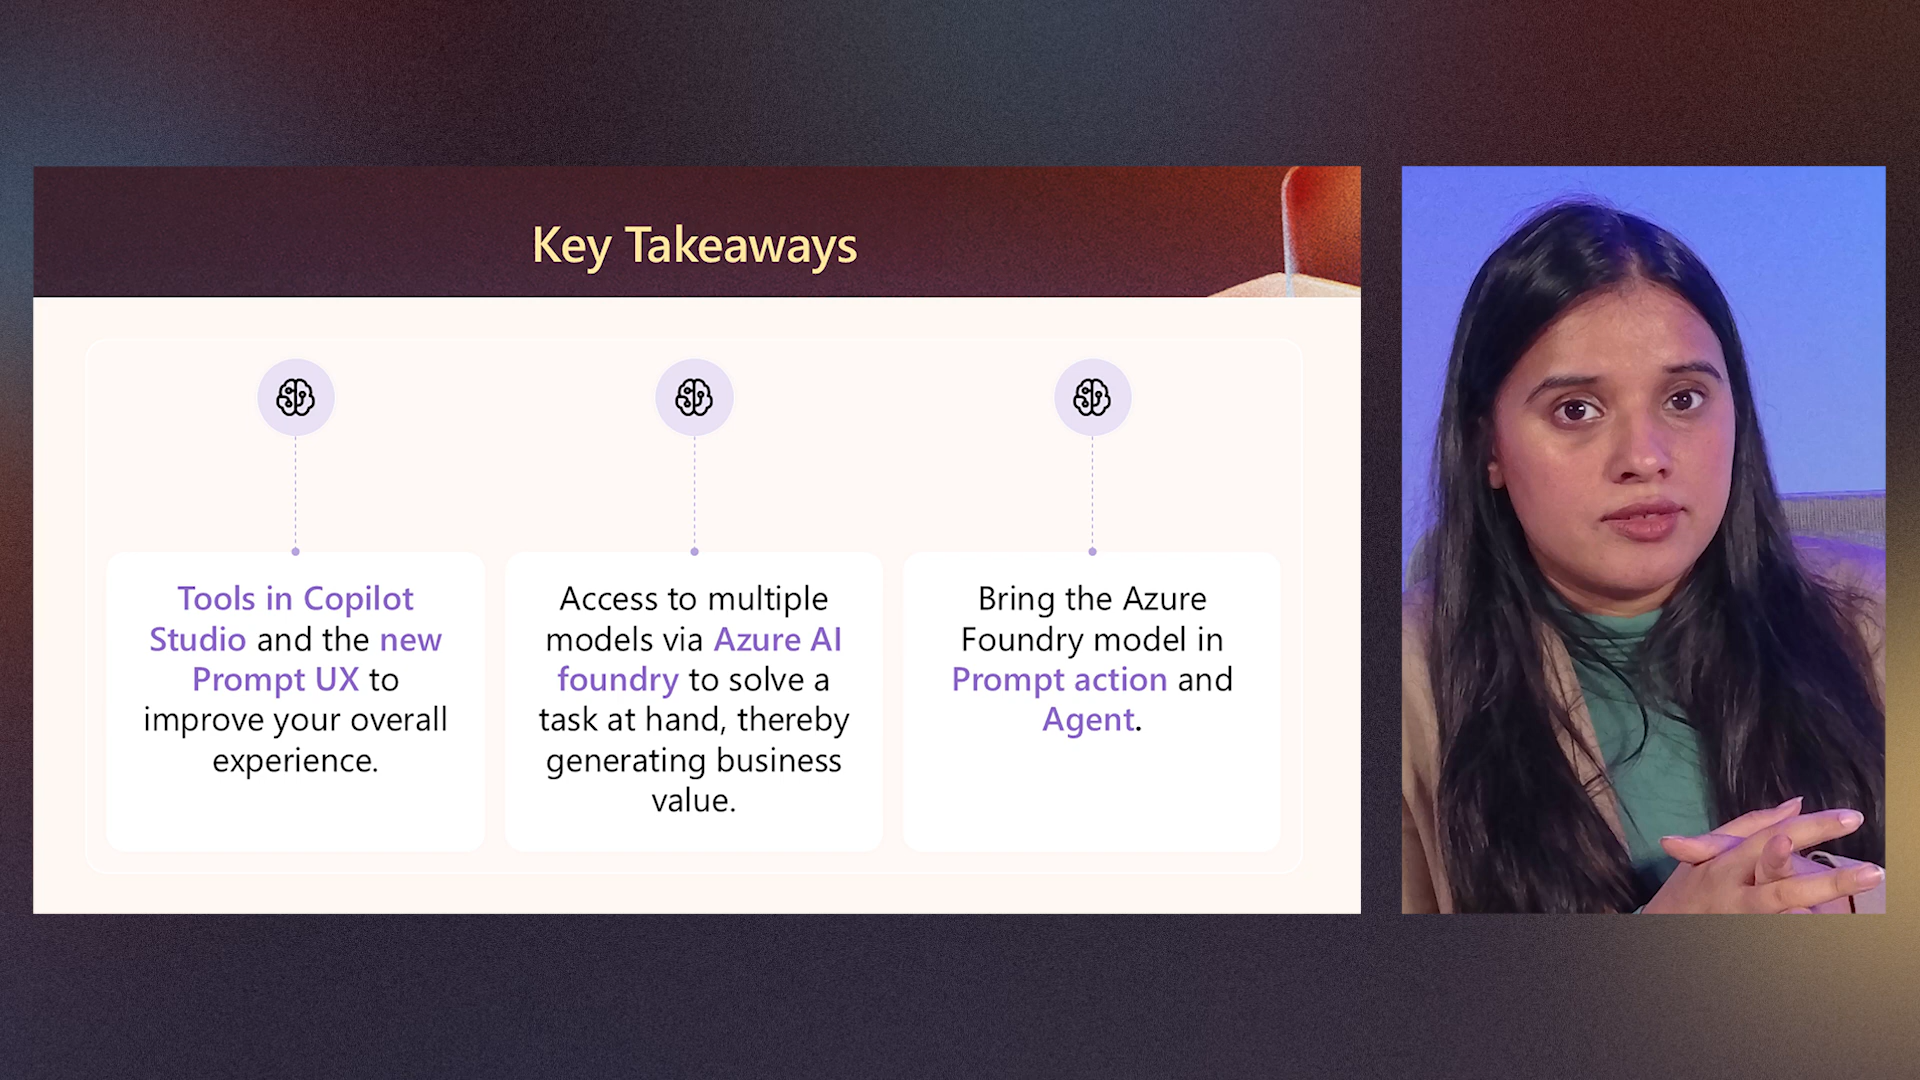 Key Takeaways
Tools in Copilot
Studio and the new
Prompt UX to
improve your overall
experience.
Access to multiple
models via Azure AI
foundry to solve a
task at hand, thereby
generating business
value.
Bring the Azure
Foundry model in
Prompt action and
Agent.